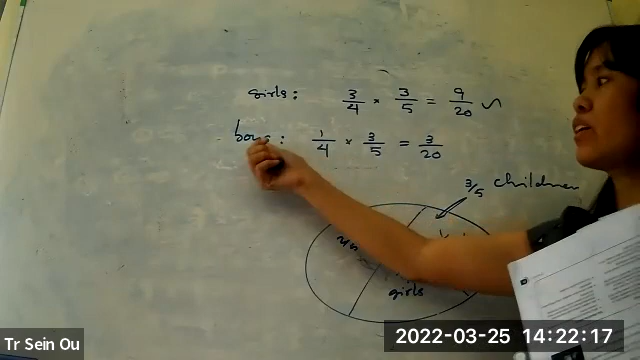 girls: 3/4 × 3/5 = 9/20
boys: 1/4 × 3/5 = 3/20
3/5 children
girls
Tr Sein Ou
2022-03-25 14:22:17